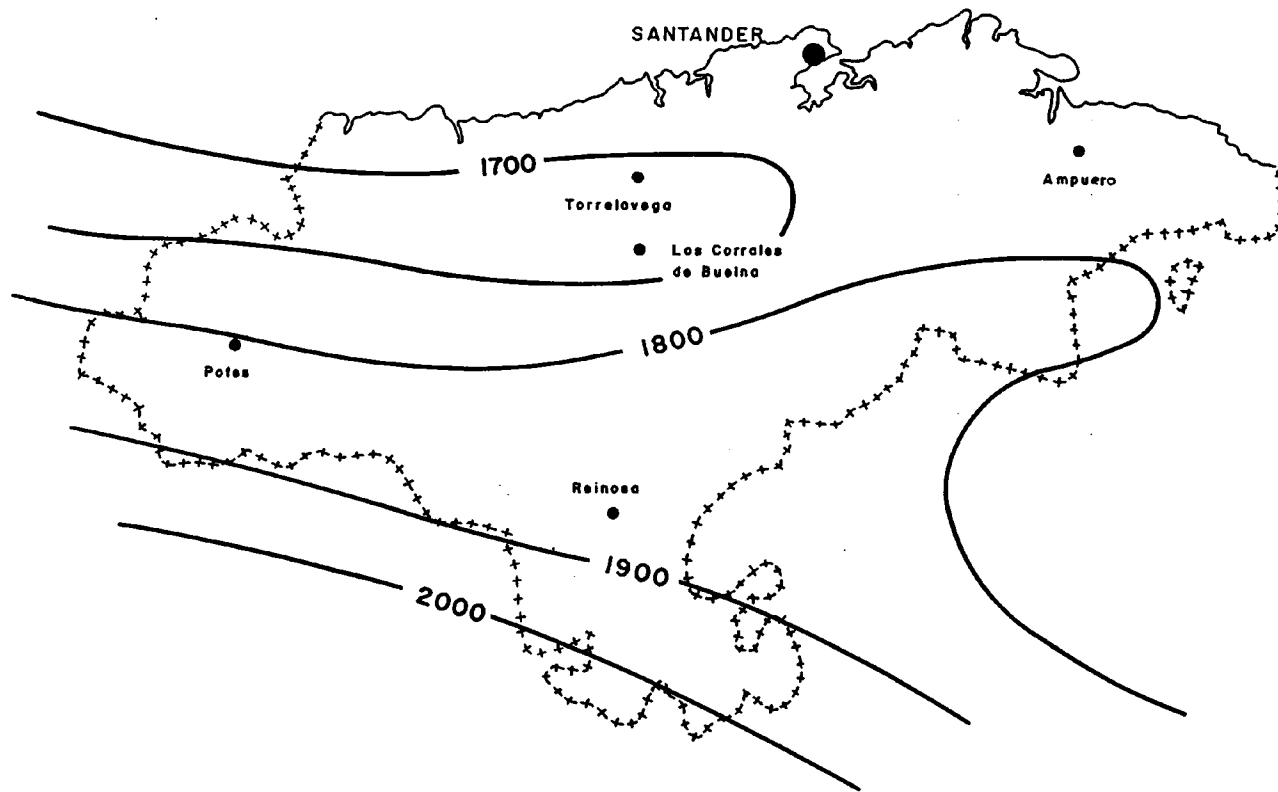 SANTANDER
1700
Torrelavega
Ampuero
Los Corrales
de Buelna
1800
Potes
Reinosa
1900
2000